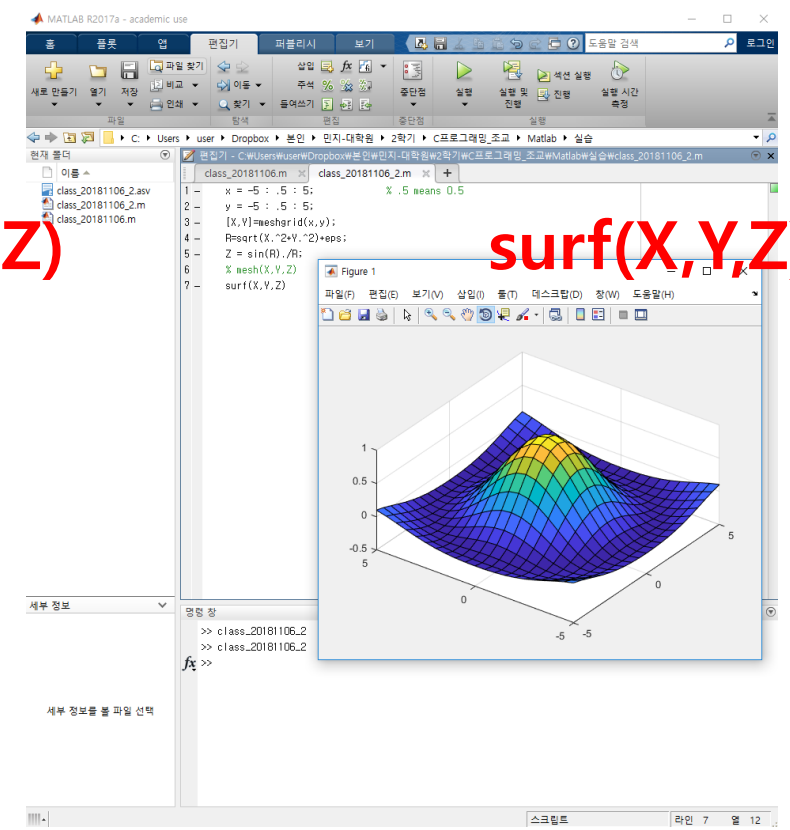 MATLAB R2017a - academic use
홈 플롯 앱 편집기 퍼블리시 보기 도움말 검색 로그인
새로 만들기 열기 저장 파일 찾기 비교 인쇄 이동 찾기 삽입 fx 주석 들여쓰기 중단점 실행 실행 및 진행 섹션 실행 진행 실행 시간 측정
파일 탐색 편집 중단점 실행
C: Users user Dropbox 본인 민지-대학원 2학기 C프로그래밍_조교 Matlab 실습
현재 폴더
편집기 - C:₩Users₩user₩Dropbox₩본인₩민지-대학원₩2학기₩C프로그래밍_조교₩Matlab₩실습₩class_20181106_2.m
이름
class_20181106_2.asv
class_20181106_2.m
class_20181106.m
class_20181106.m class_20181106_2.m
1 – x = -5 : .5 : 5; % .5 means 0.5
2 – y = -5 : .5 : 5;
3 – [X,Y]=meshgrid(x,y);
4 – R=sqrt(X.^2+Y.^2)+eps;
5 – Z = sin(R)./R;
6 % mesh(X,Y,Z)
7 – surf(X,Y,Z)
Z)
surf(X,Y,Z
Figure 1
파일(F) 편집(E) 보기(V) 삽입(I) 툴(T) 데스크탑(D) 창(W) 도움말(H)
1
0.5
0
-0.5
5
0
-5
-5
0
5
세부 정보
세부 정보를 볼 파일 선택
명령 창
>> class_20181106_2
>> class_20181106_2
fx >>
스크립트 라인 7 열 12